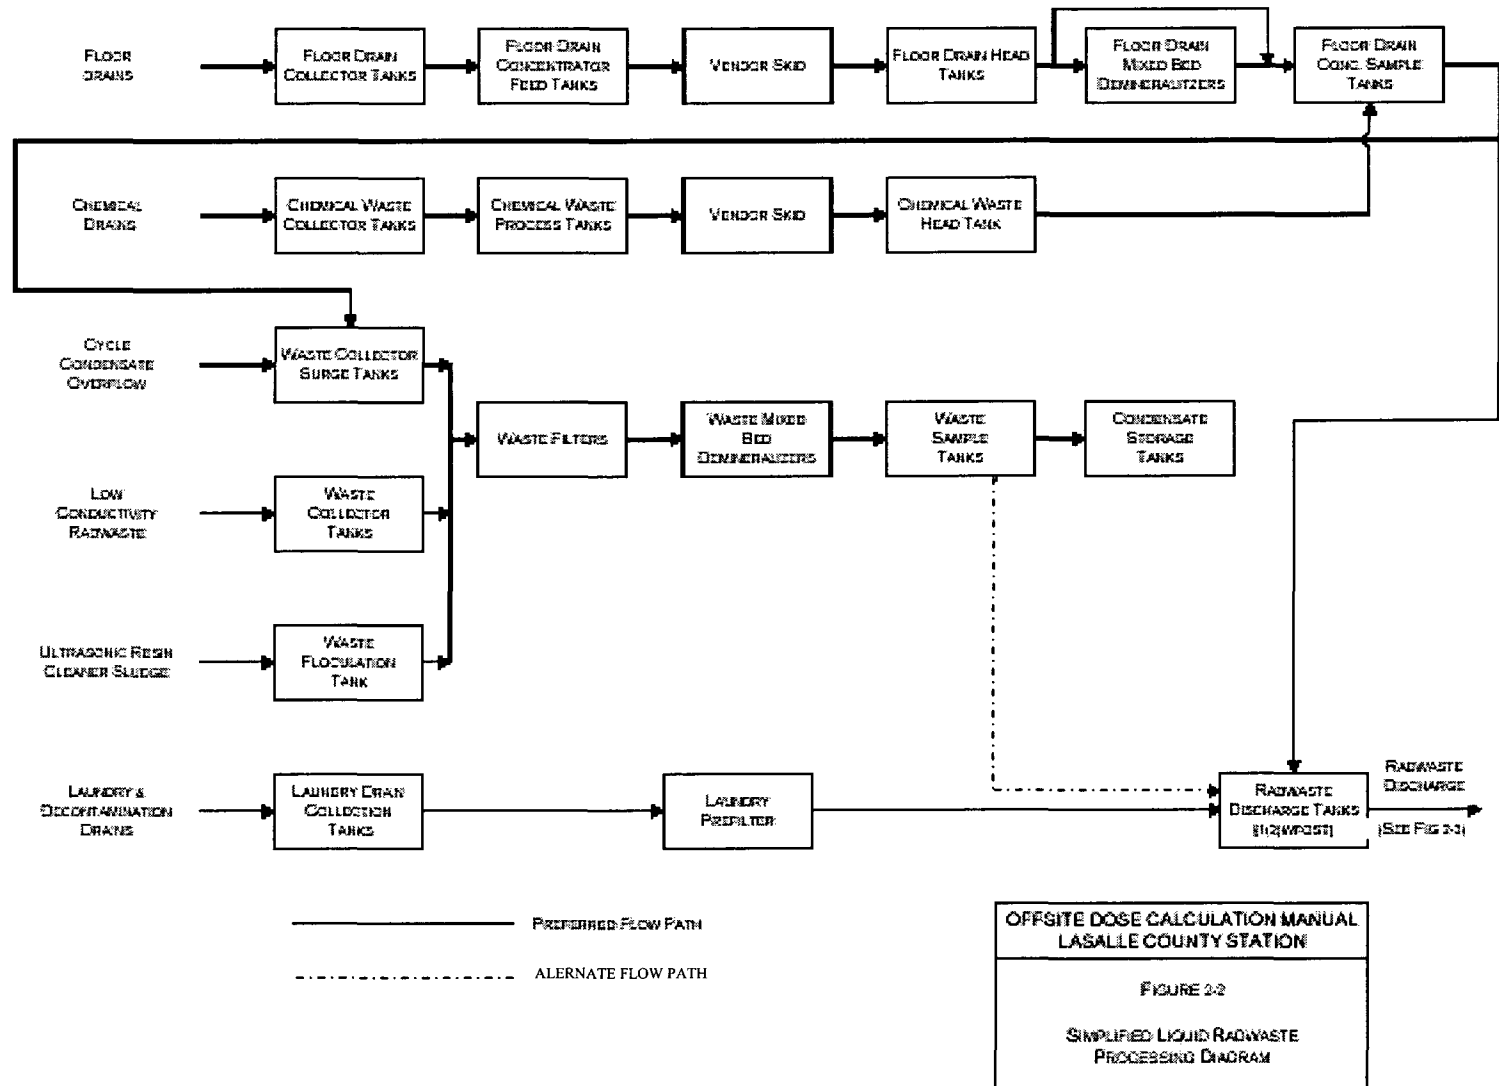 FLOOR
DRAINS
FLOOR DRAIN
COLLECTOR TANKS
FLOOR DRAIN
CONCENTRATOR
FEED TANKS
VENDOR SKID
FLOOR DRAIN HEAD
TANKS
FLOOR DRAIN
MIXED BED
DEMINERALITZERS
FLOOR DRAIN
CONC. SAMPLE
TANKS
CHEMICAL
DRAINS
CHEMICAL WASTE
COLLECTOR TANKS
CHEMICAL WASTE
PROCESS TANKS
VENDOR SKID
CHEMICAL WASTE
HEAD TANK
CYCLE
CONDENSATE
OVERFLOW
WASTE COLLECTOR
SURGE TANKS
WASTE FILTERS
WASTE MIXED
BED
DEMINERALIZERS
WASTE
SAMPLE
TANKS
CONDENSATE
STORAGE
TANKS
LOW
CONDUCTIVITY
RADWASTE
WASTE
COLLECTOR
TANKS
ULTRASONIC RESIN
CLEANER SLUDGE
WASTE
FLOCULATION
TANK
LAUNDRY &
DECONTAMINATION
DRAINS
LAUNDRY DRAN
COLLECTION
TANKS
LAUNDRY
PREFILTER
RADWASTE
DISCHARGE TANKS
RADWASTE
DISCHARGE
(SEE FIG 2-3)
PREFERRED FLOW PATH
ALERNATE FLOW PATH
OFFSITE DOSE CALCULATION MANUAL
LASALLE COUNTY STATION
FIGURE 2-2
SIMPLIFIED LIQUID RADWASTE
PROCESSING DIAGRAM